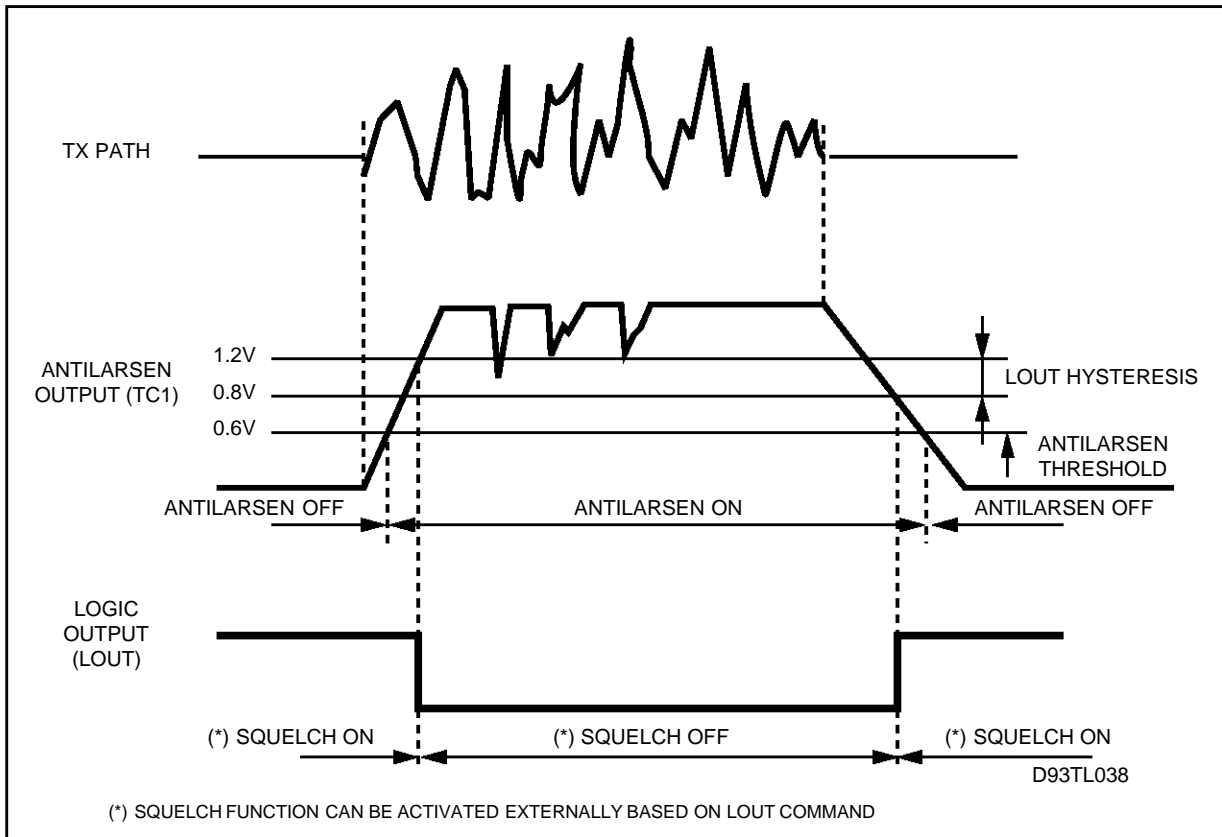 TX PATH
ANTILARSEN
OUTPUT (TC1)
1.2V
0.8V
0.6V
LOUT HYSTERESIS
ANTILARSEN
THRESHOLD
ANTILARSEN OFF
ANTILARSEN ON
ANTILARSEN OFF
LOGIC
OUTPUT
(LOUT)
(*) SQUELCH ON
(*) SQUELCH OFF
(*) SQUELCH ON
D93TL038
(*) SQUELCH FUNCTION CAN BE ACTIVATED EXTERNALLY BASED ON LOUT COMMAND